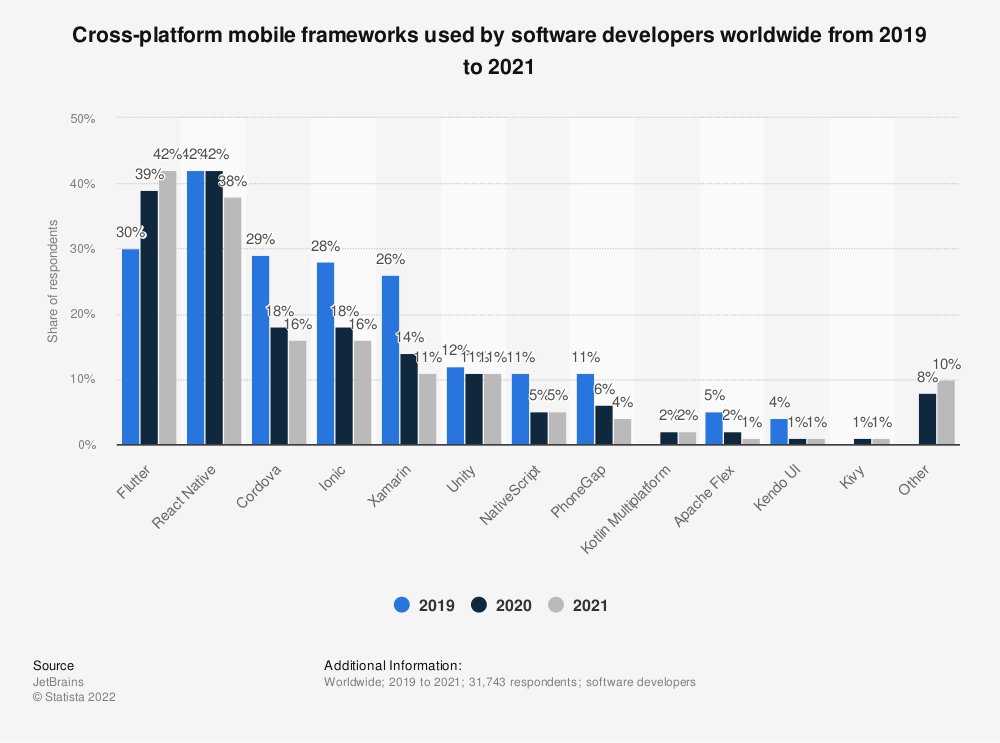 Cross-platform mobile frameworks used by software developers worldwide from 2019
to 2021
50%
40%
30%
20%
10%
0%
Share of respondents
30% 39% 42% 42% 42% 38% 29% 18% 16% 28% 18% 16% 26% 14% 11% 12% 11% 11% 11% 5% 5% 11% 6% 4% 2% 2% 5% 2% 1% 4% 1% 1% 1% 1% 8% 10%
Flutter
React Native
Cordova
Ionic
Xamarin
Unity
NativeScript
PhoneGap
Kotlin Multiplatform
Apache Flex
Kendo UI
Kivy
Other
2019 2020 2021
Source
JetBrains
© Statista 2022
Additional Information:
Worldwide; 2019 to 2021; 31,743 respondents; software developers